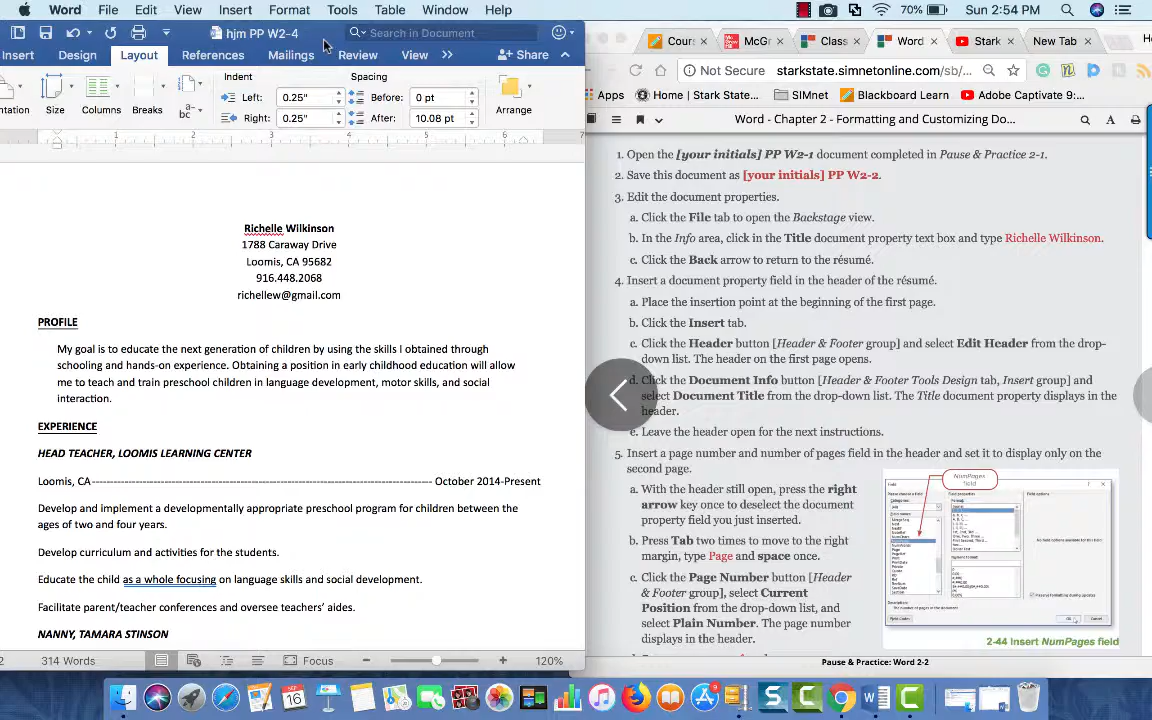 Word File Edit View Insert Format Tools Table Window Help 70% Sun 2:54 PM
hjm PP W2-4 Search in Document
Cours McGr Class Word Stark New Tab
Insert Design Layout References Mailings Review View Share
Not Secure starkstate.simnetonline.com/sb/
Indent Spacing
Left: 0.25" Before: 0 pt
Right: 0.25" After: 10.08 pt
ntation Size Columns Breaks Arrange
Apps Home | Stark State... SIMnet Blackboard Learn Adobe Captivate 9:...
Word - Chapter 2 - Formatting and Customizing Do...
1 2 3 4 5 6 7
Richelle Wilkinson
1788 Caraway Drive
Loomis, CA 95682
916.448.2068
richellew@gmail.com
PROFILE
My goal is to educate the next generation of children by using the skills I obtained through
schooling and hands-on experience. Obtaining a position in early childhood education will allow
me to teach and train preschool children in language development, motor skills, and social
interaction.
EXPERIENCE
HEAD TEACHER, LOOMIS LEARNING CENTER
Loomis, CA-------------------------------------------------------------------------------------- October 2014-Present
Develop and implement a developmentally appropriate preschool program for children between the
ages of two and four years.
Develop curriculum and activities for the students.
Educate the child as a whole focusing on language skills and social development.
Facilitate parent/teacher conferences and oversee teachers’ aides.
NANNY, TAMARA STINSON
2 314 Words Focus 120%
1. Open the [your initials] PP W2-1 document completed in Pause & Practice 2-1.
2. Save this document as [your initials] PP W2-2.
3. Edit the document properties.
a. Click the File tab to open the Backstage view.
b. In the Info area, click in the Title document property text box and type Richelle Wilkinson.
c. Click the Back arrow to return to the résumé.
4. Insert a document property field in the header of the résumé.
a. Place the insertion point at the beginning of the first page.
b. Click the Insert tab.
c. Click the Header button [Header & Footer group] and select Edit Header from the drop-
down list. The header on the first page opens.
d. Click the Document Info button [Header & Footer Tools Design tab, Insert group] and
select Document Title from the drop-down list. The Title document property displays in the
header.
e. Leave the header open for the next instructions.
5. Insert a page number and number of pages field in the header and set it to display only on the
second page.
a. With the header still open, press the right
arrow key once to deselect the document
property field you just inserted.
b. Press Tab two times to move to the right
margin, type Page and space once.
c. Click the Page Number button [Header
& Footer group], select Current
Position from the drop-down list, and
select Plain Number. The page number
displays in the header.
NumPages
field
2-44 Insert NumPages field
Pause & Practice: Word 2-2
SEP
16